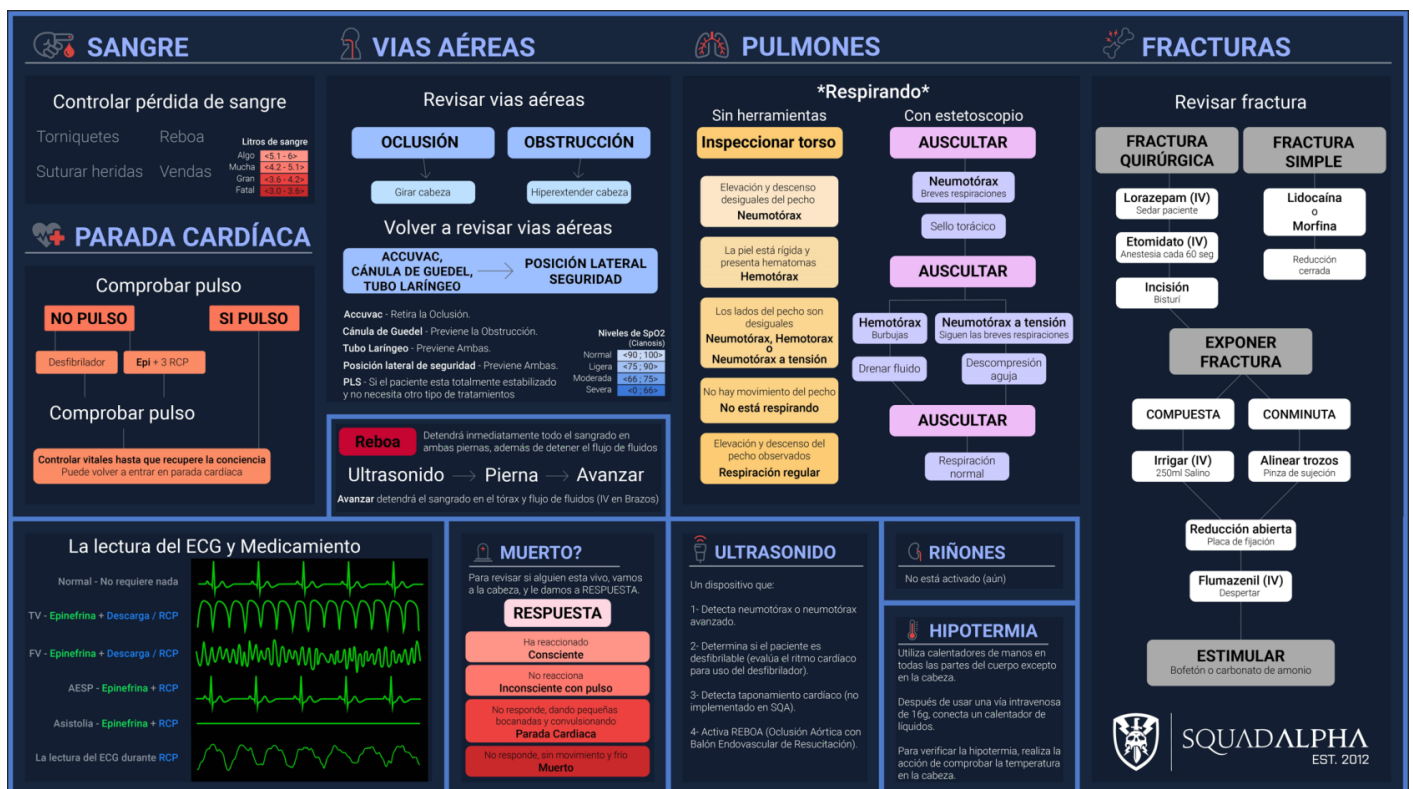 SANGRE
Controlar pérdida de sangre
Torniquetes
Reboa
Suturar heridas
Vendas
Litros de sangre
Algo <5.1 - 6>
Mucha <4.2 - 5.1>
Gran <3.6 - 4.2>
Fatal <3.0 - 3.6>
PARADA CARDÍACA
Comprobar pulso
NO PULSO
SI PULSO
Desfibrilador
Epi + 3 RCP
Comprobar pulso
Controlar vitales hasta que recupere la conciencia
Puede volver a entrar en parada cardíaca
VIAS AÉREAS
Revisar vias aéreas
OCLUSIÓN
OBSTRUCCIÓN
Girar cabeza
Hiperextender cabeza
Volver a revisar vias aéreas
ACCUVAC,
CÁNULA DE GUEDEL,
TUBO LARÍNGEO
POSICIÓN LATERAL
SEGURIDAD
Accuvac - Retira la Oclusión.
Cánula de Guedel - Previene la Obstrucción.
Tubo Laríngeo - Previene Ambas.
Posición lateral de seguridad - Previene Ambas.
PLS - Si el paciente esta totalmente estabilizado
y no necesita otro tipo de tratamientos
Niveles de SpO2
(Cianosis)
Normal <90 ; 100>
Ligera <75 ; 90>
Moderada <66 ; 75>
Severa <0 ; 66>
Reboa
Detendrá inmediatamente todo el sangrado en
ambas piernas, además de detener el flujo de fluidos
Ultrasonido
Pierna
Avanzar
Avanzar detendrá el sangrado en el tórax y flujo de fluidos (IV en Brazos)
PULMONES
*Respirando*
Sin herramientas
Inspeccionar torso
Elevación y descenso
desiguales del pecho
Neumotórax
La piel está rígida y
presenta hematomas
Hemotórax
Los lados del pecho son
desiguales
Neumotórax, Hemotorax
o
Neumotórax a tensión
No hay movimiento del pecho
No está respirando
Elevación y descenso del
pecho observados
Respiración regular
Con estetoscopio
AUSCULTAR
Neumotórax
Breves respiraciones
Sello torácico
AUSCULTAR
Hemotórax
Burbujas
Neumotórax a tensión
Siguen las breves respiraciones
Drenar fluido
Descompresión
aguja
AUSCULTAR
Respiración
normal
FRACTURAS
Revisar fractura
FRACTURA
QUIRÚRGICA
FRACTURA
SIMPLE
Lorazepam (IV)
Sedar paciente
Etomidato (IV)
Anestesia cada 60 seg
Incisión
Bisturí
Lidocaína
o
Morfina
Reducción
cerrada
EXPONER
FRACTURA
COMPUESTA
CONMINUTA
Irrigar (IV)
250ml Salino
Alinear trozos
Pinza de sujeción
Reducción abierta
Placa de fijación
Flumazenil (IV)
Despertar
ESTIMULAR
Bofetón o carbonato de amonio
SQUADALPHA
EST. 2012
La lectura del ECG y Medicamiento
Normal - No requiere nada
TV - Epinefrina + Descarga / RCP
FV - Epinefrina + Descarga / RCP
AESP - Epinefrina + RCP
Asistolia - Epinefrina + RCP
La lectura del ECG durante RCP
MUERTO?
Para revisar si alguien esta vivo, vamos
a la cabeza, y le damos a RESPUESTA.
RESPUESTA
Ha reaccionado
Consciente
No reacciona
Inconsciente con pulso
No responde, dando pequeñas
bocanadas y convulsionando
Parada Cardiaca
No responde, sin movimiento y frío
Muerto
ULTRASONIDO
Un dispositivo que:
1- Detecta neumotórax o neumotórax
avanzado.
2- Determina si el paciente es
desfibrilable (evalúa el ritmo cardíaco
para uso del desfibrilador).
3- Detecta taponamiento cardíaco (no
implementado en SQA).
4- Activa REBOA (Oclusión Aórtica con
Balón Endovascular de Resucitación).
RIÑONES
No está activado (aún)
HIPOTERMIA
Utiliza calentadores de manos en
todas las partes del cuerpo excepto
en la cabeza.
Después de usar una vía intravenosa
de 16g, conecta un calentador de
líquidos.
Para verificar la hipotermia, realiza la
acción de comprobar la temperatura
en la cabeza.